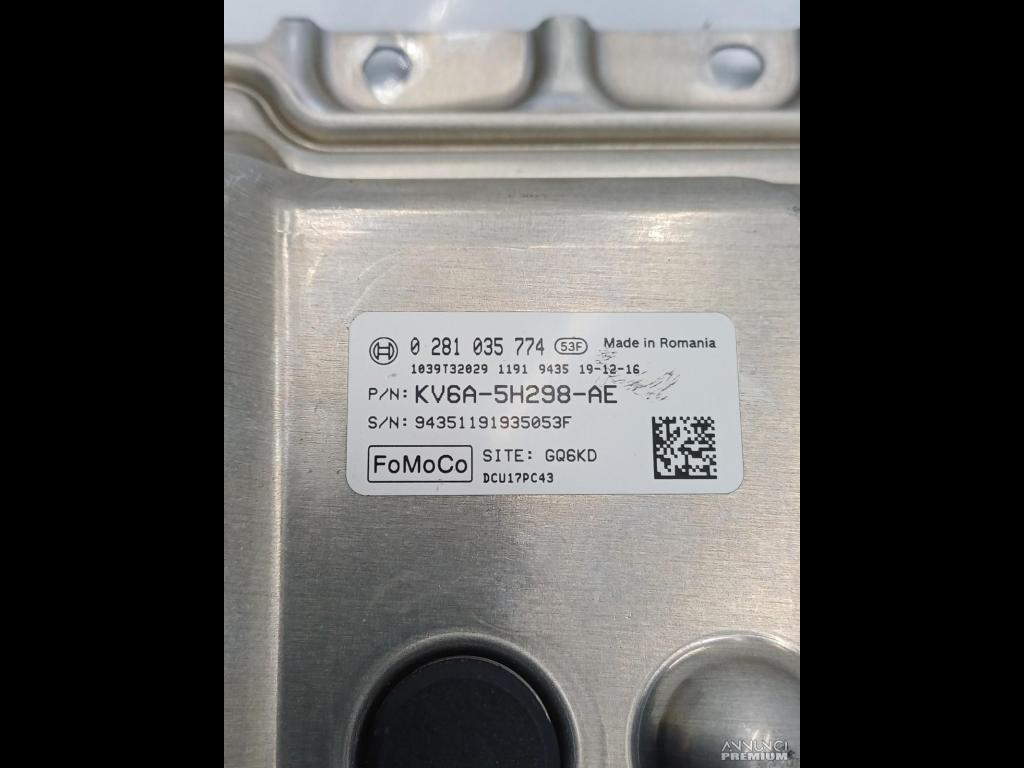 0 281 035 774 53F Made in Romania
1039T32029 1191 9435 19-12-16
P/N: KV6A-5H298-AE
S/N: 94351191935053F
FoMoCo SITE: GQ6KD
DCU17PC43
ANNUNCI
PREMIUM